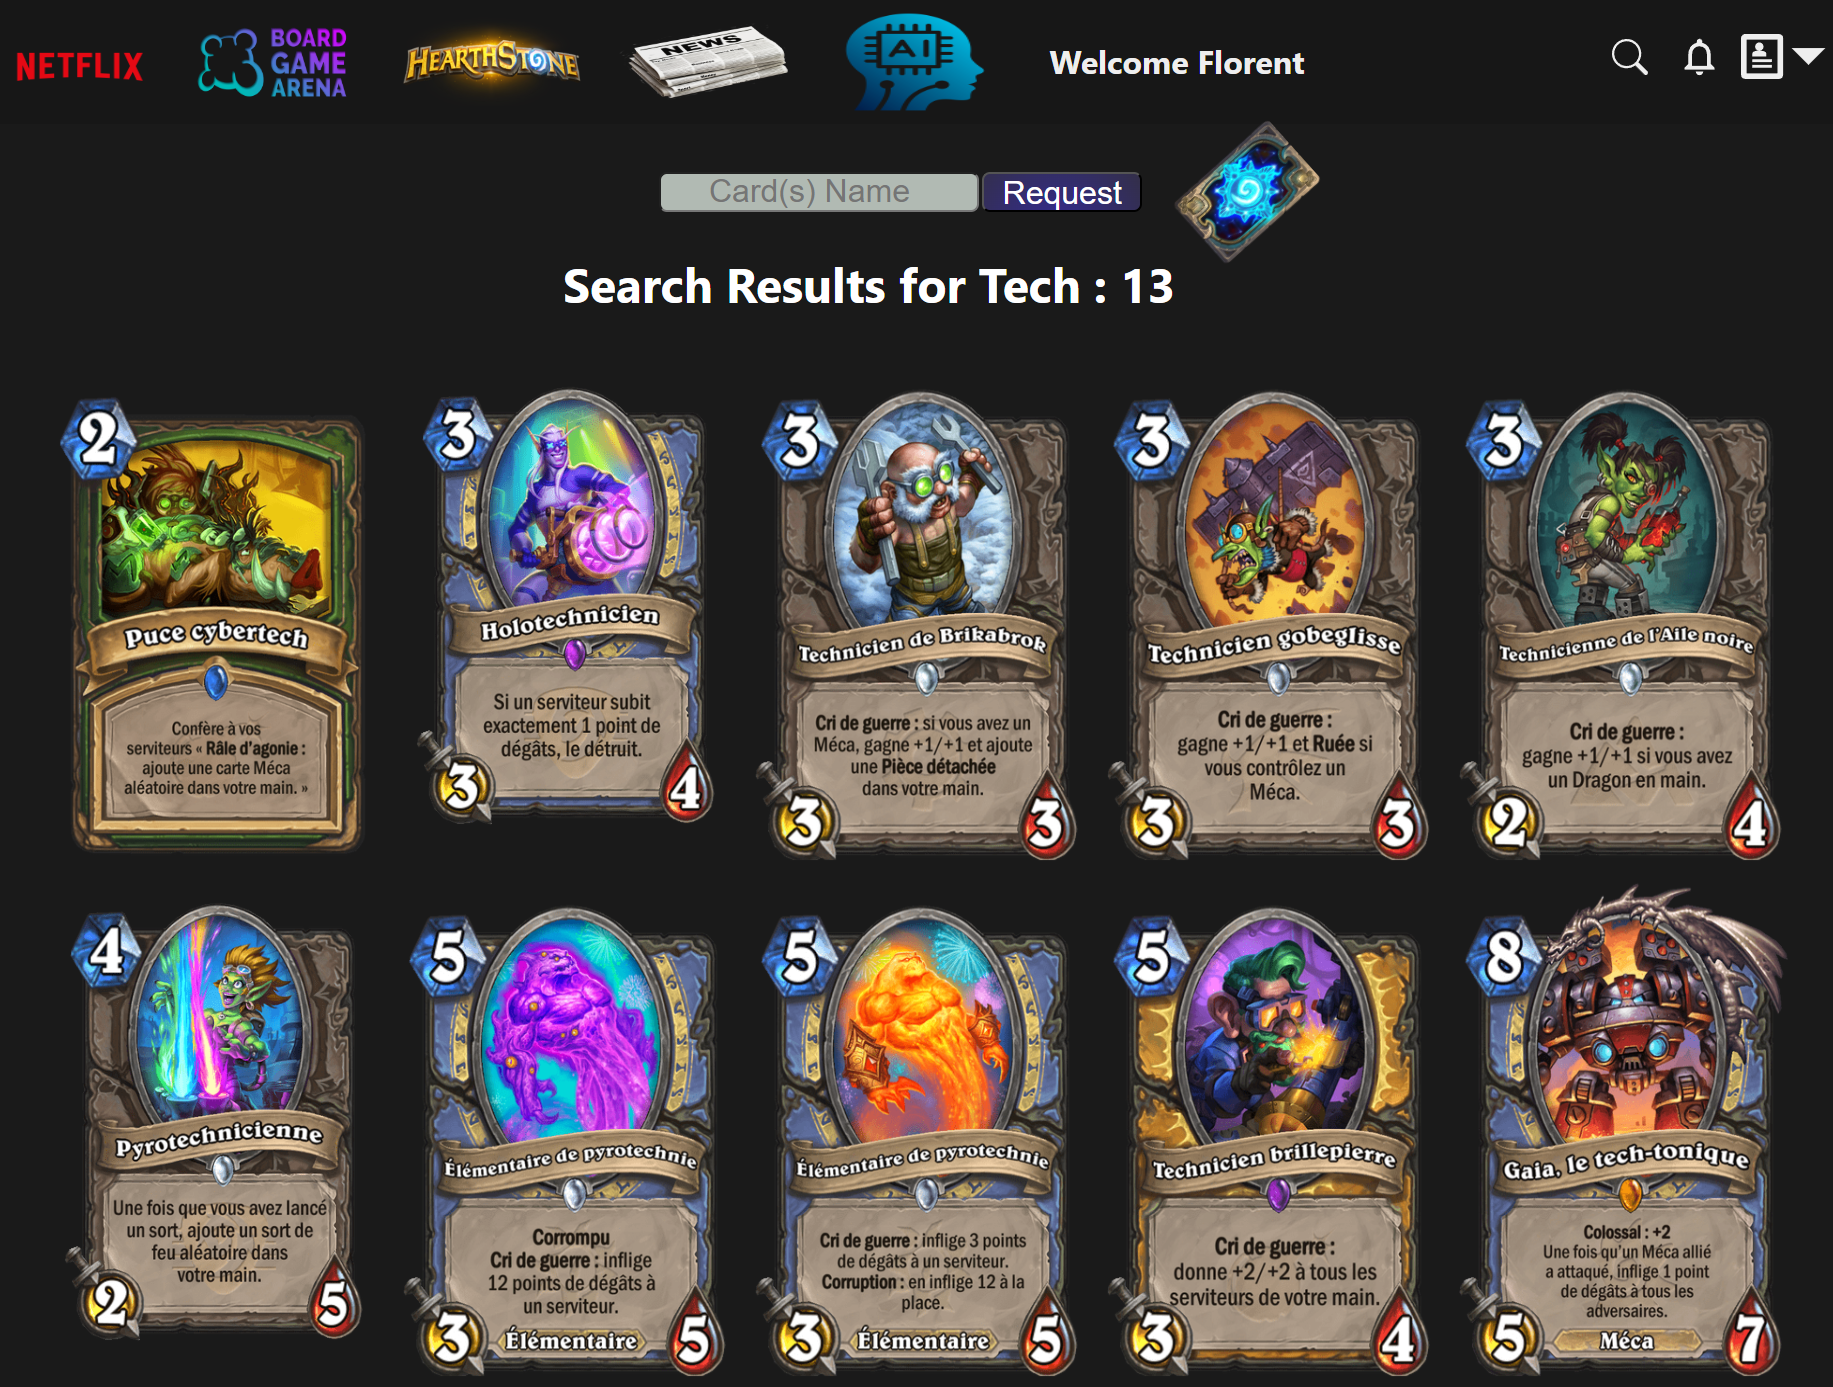 NETFLIX
BOARD
GAME
ARENA
HEARTHSTONE
NEWS
AI
Welcome Florent
Card(s) Name
Request
Search Results for Tech : 13
2
Puce cybertech
Confère à vos
serviteurs « Râle d’agonie :
ajoute une carte Méca
aléatoire dans votre main. »
3
Holotechnicien
Si un serviteur subit
exactement 1 point de
dégâts, le détruit.
3
4
3
Technicien de Brikabrok
Cri de guerre : si vous avez un
Méca, gagne +1/+1 et ajoute
une Pièce détachée
dans votre main.
3
3
3
Technicien gobeglisse
Cri de guerre :
gagne +1/+1 et Ruée si
vous contrôlez un
Méca.
3
3
3
Technicienne de l’Aile noire
Cri de guerre :
gagne +1/+1 si vous avez
un Dragon en main.
2
4
4
Pyrotechnicienne
Une fois que vous avez lancé
un sort, ajoute un sort de
feu aléatoire dans
votre main.
2
5
5
Élémentaire de pyrotechnie
Corrompu
Cri de guerre : inflige
12 points de dégâts à
un serviteur.
3
Élémentaire
5
5
Élémentaire de pyrotechnie
Cri de guerre : inflige 3 points
de dégâts à un serviteur.
Corruption : en inflige 12 à la
place.
3
Élémentaire
5
5
Technicien brillepierre
Cri de guerre :
donne +2/+2 à tous les
serviteurs de votre main.
3
4
8
Gaia, le tech-tonique
Colossal : +2
Une fois qu’un Méca allié
a attaqué, inflige 1 point
de dégâts à tous les
adversaires.
5
Méca
7